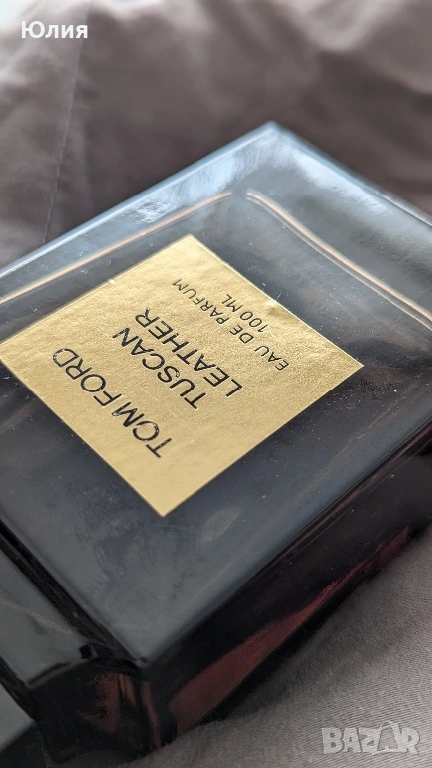 Юлия
TOM FORD
TUSCAN
LEATHER
EAU DE PARFUM
100 ML
BAZAR